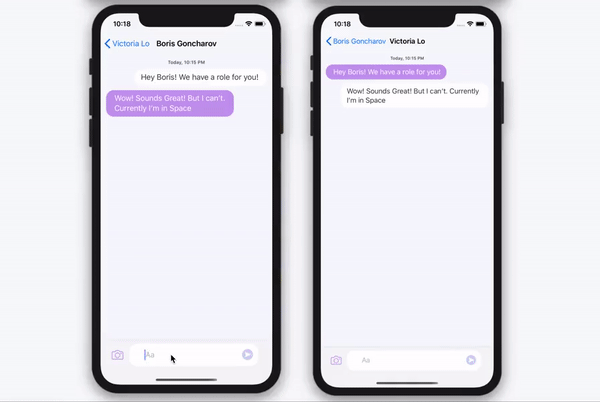 10:18
Victoria Lo Boris Goncharov
Today, 10:15 PM
Hey Boris! We have a role for you!
Wow! Sounds Great! But I can't.
Currently I'm in Space
Aa
10:18
Boris Goncharov Victoria Lo
Today, 10:15 PM
Hey Boris! We have a role for you!
Wow! Sounds Great! But I can't. Currently
I'm in Space
Aa